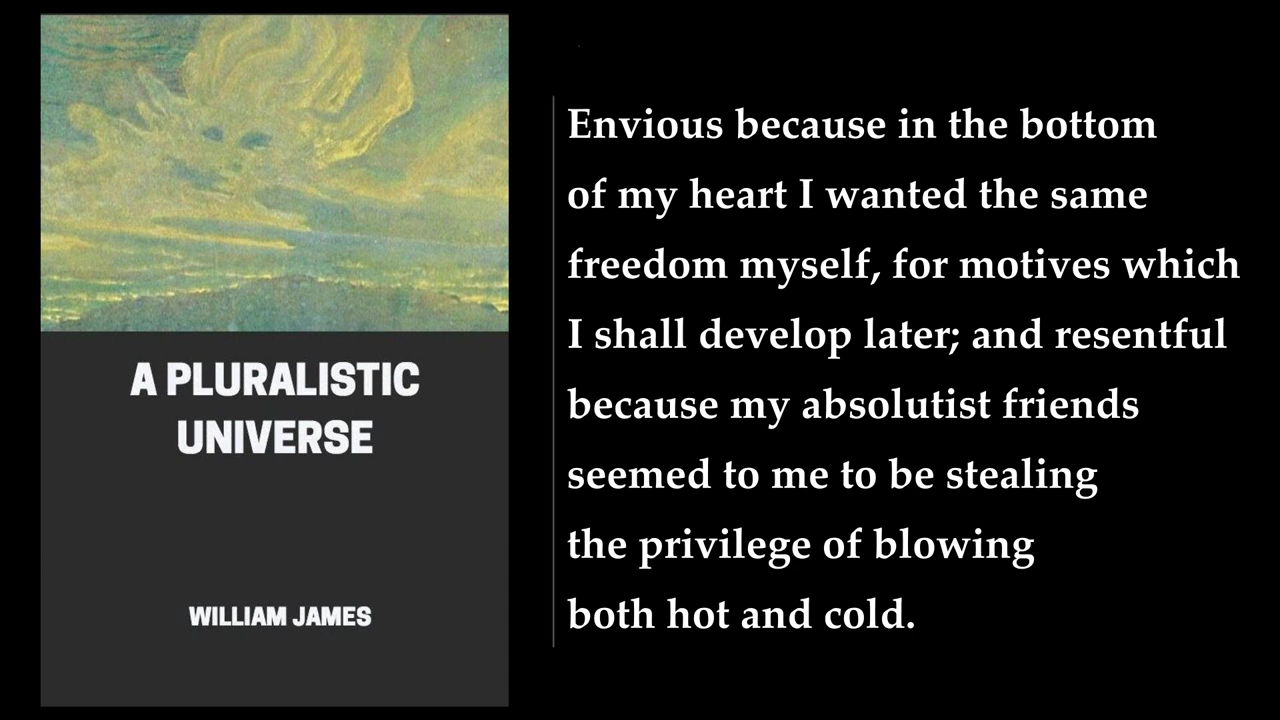 A PLURALISTIC
UNIVERSE
WILLIAM JAMES
Envious because in the bottom
of my heart I wanted the same
freedom myself, for motives which
I shall develop later; and resentful
because my absolutist friends
seemed to me to be stealing
the privilege of blowing
both hot and cold.